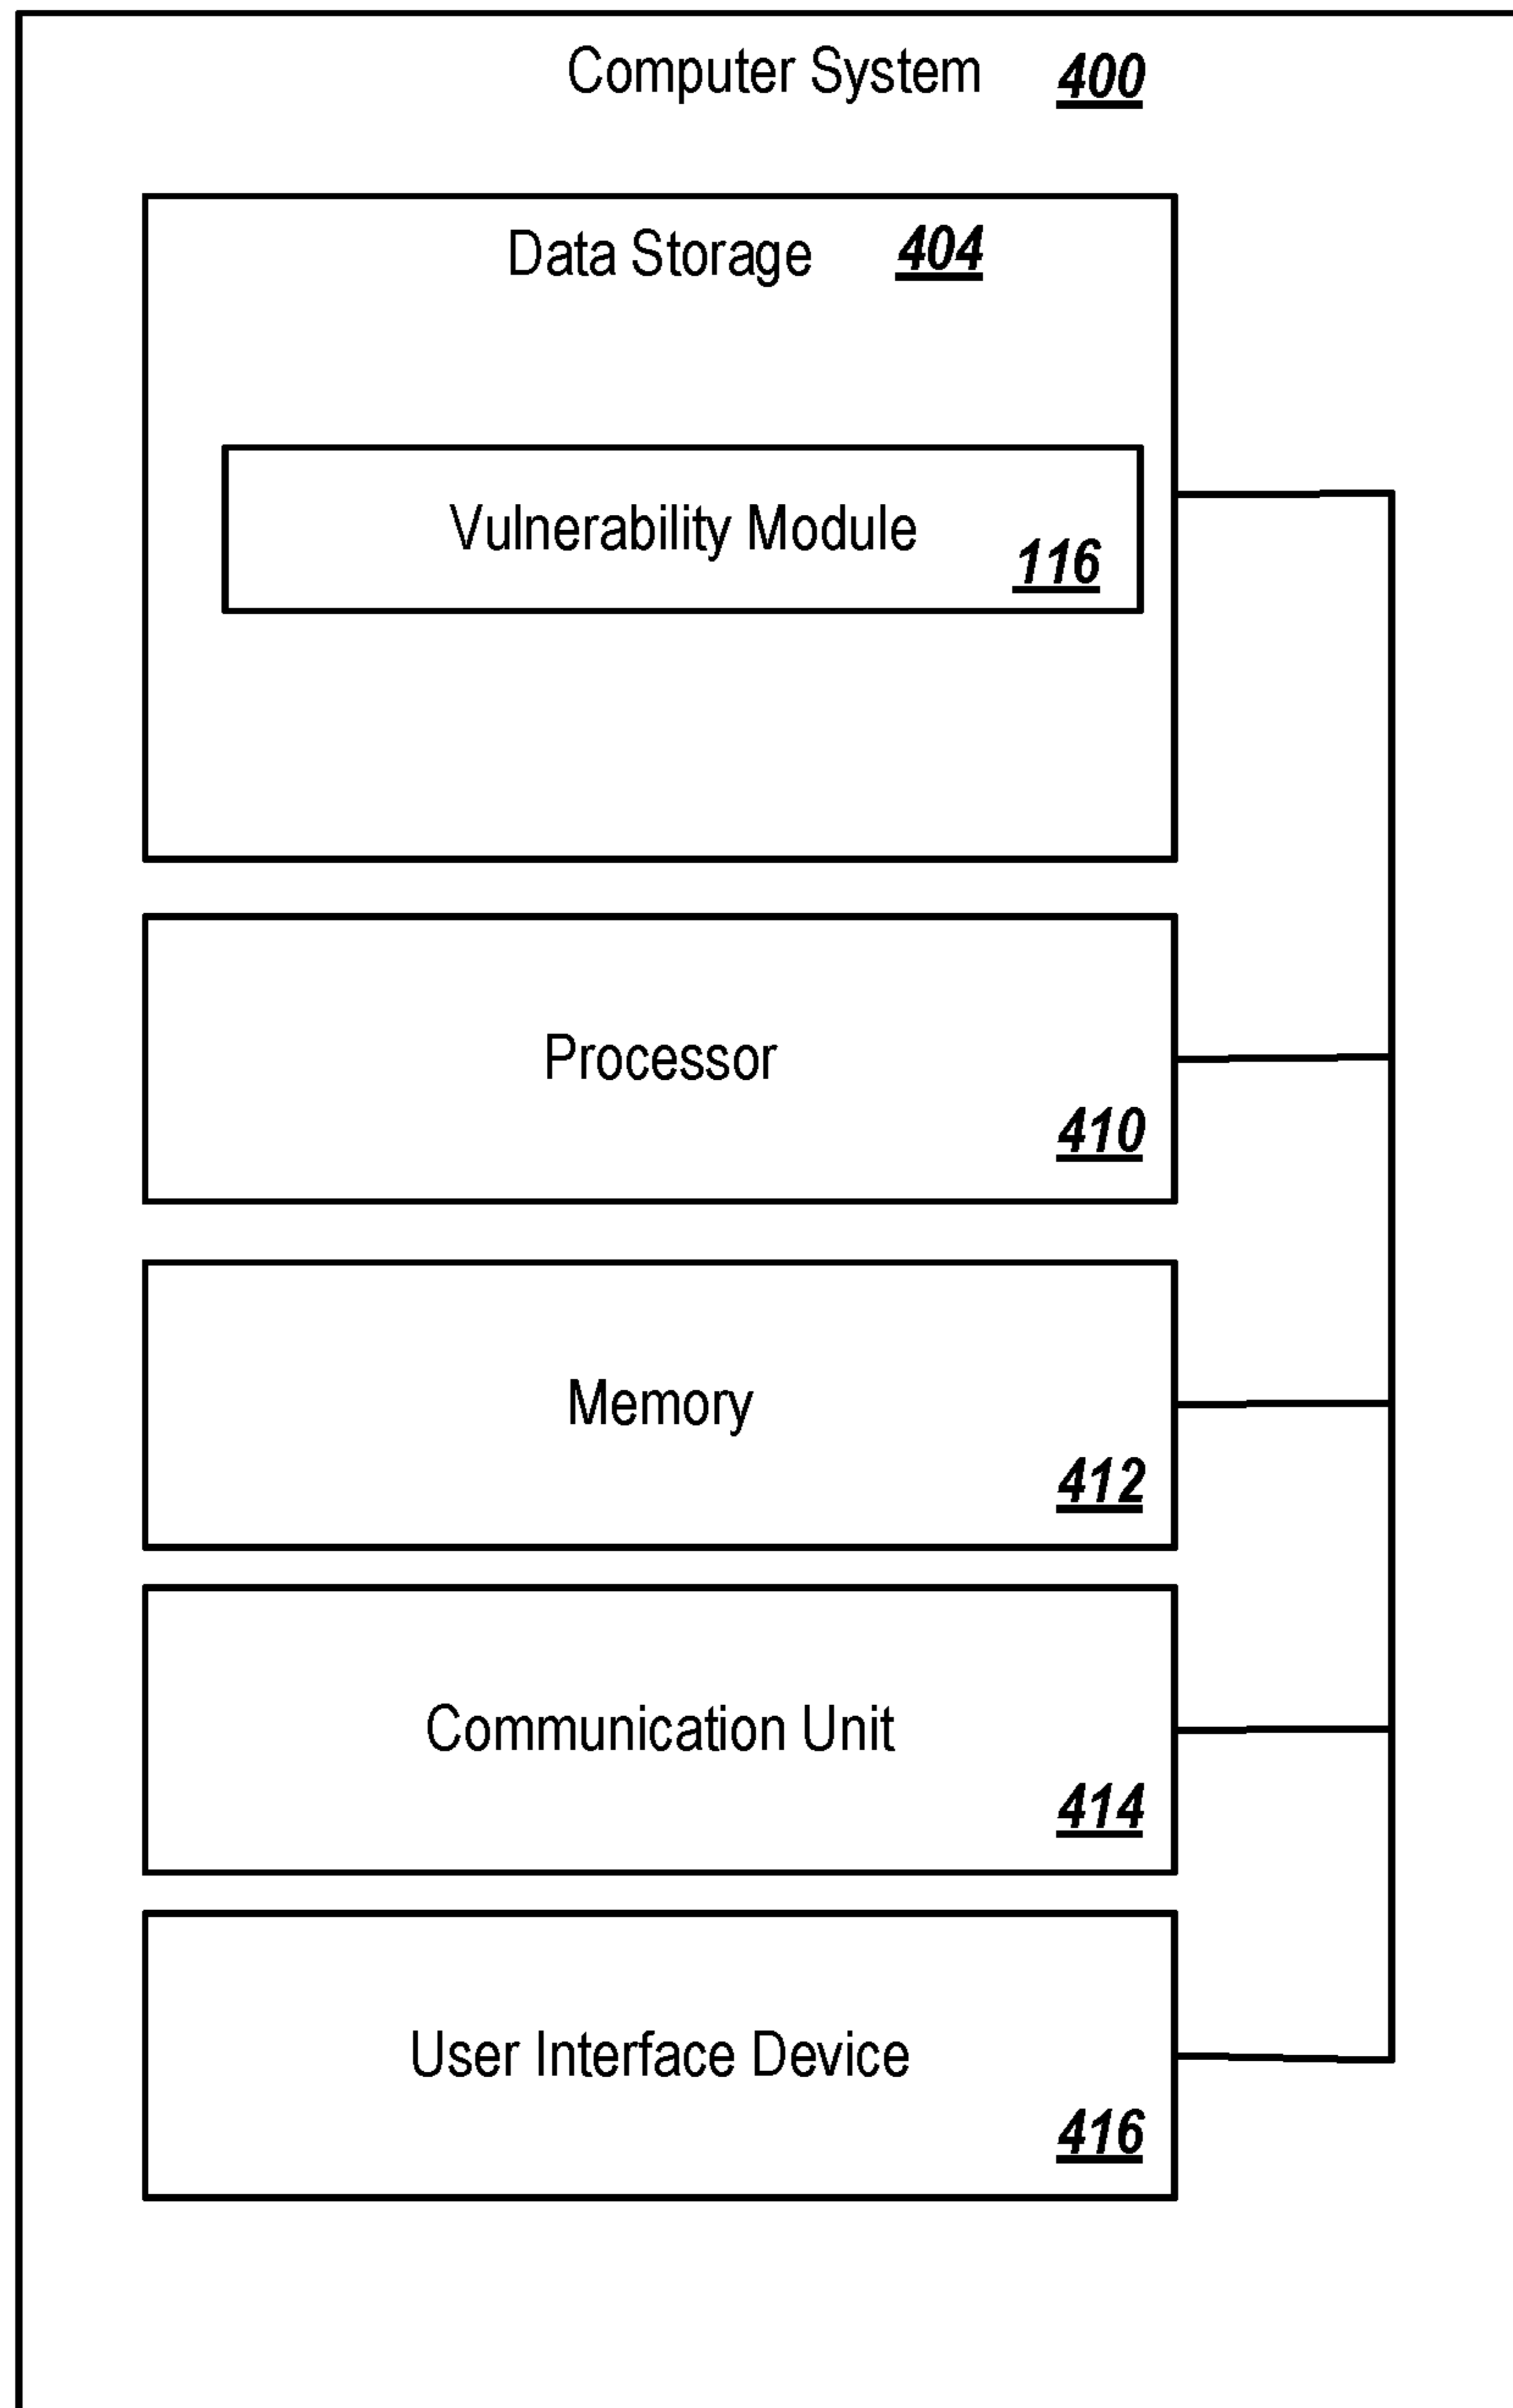 Computer System 400
Data Storage 404
Vulnerability Module
116
Processor
410
Memory
412
Communication Unit
414
User Interface Device
416